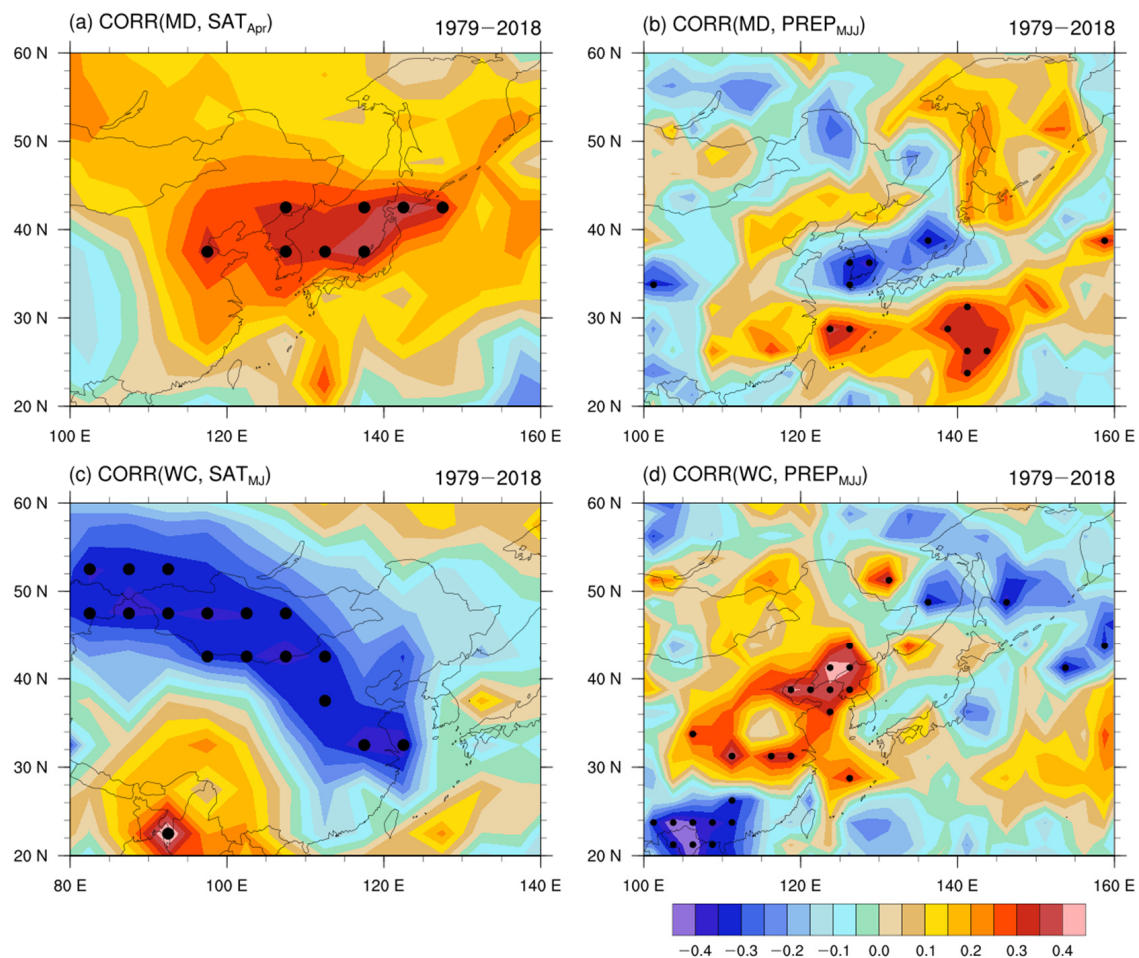 (a) CORR(MD, SAT_Apr) 1979−2018
(b) CORR(MD, PREP_MJJ) 1979−2018
60 N
50 N
40 N
30 N
20 N
100 E 120 E 140 E 160 E
60 N
50 N
40 N
30 N
20 N
100 E 120 E 140 E 160 E
(c) CORR(WC, SAT_MJ) 1979−2018
(d) CORR(WC, PREP_MJJ) 1979−2018
60 N
50 N
40 N
30 N
20 N
80 E 100 E 120 E 140 E
60 N
50 N
40 N
30 N
20 N
100 E 120 E 140 E 160 E
−0.4 −0.3 −0.2 −0.1 0.0 0.1 0.2 0.3 0.4